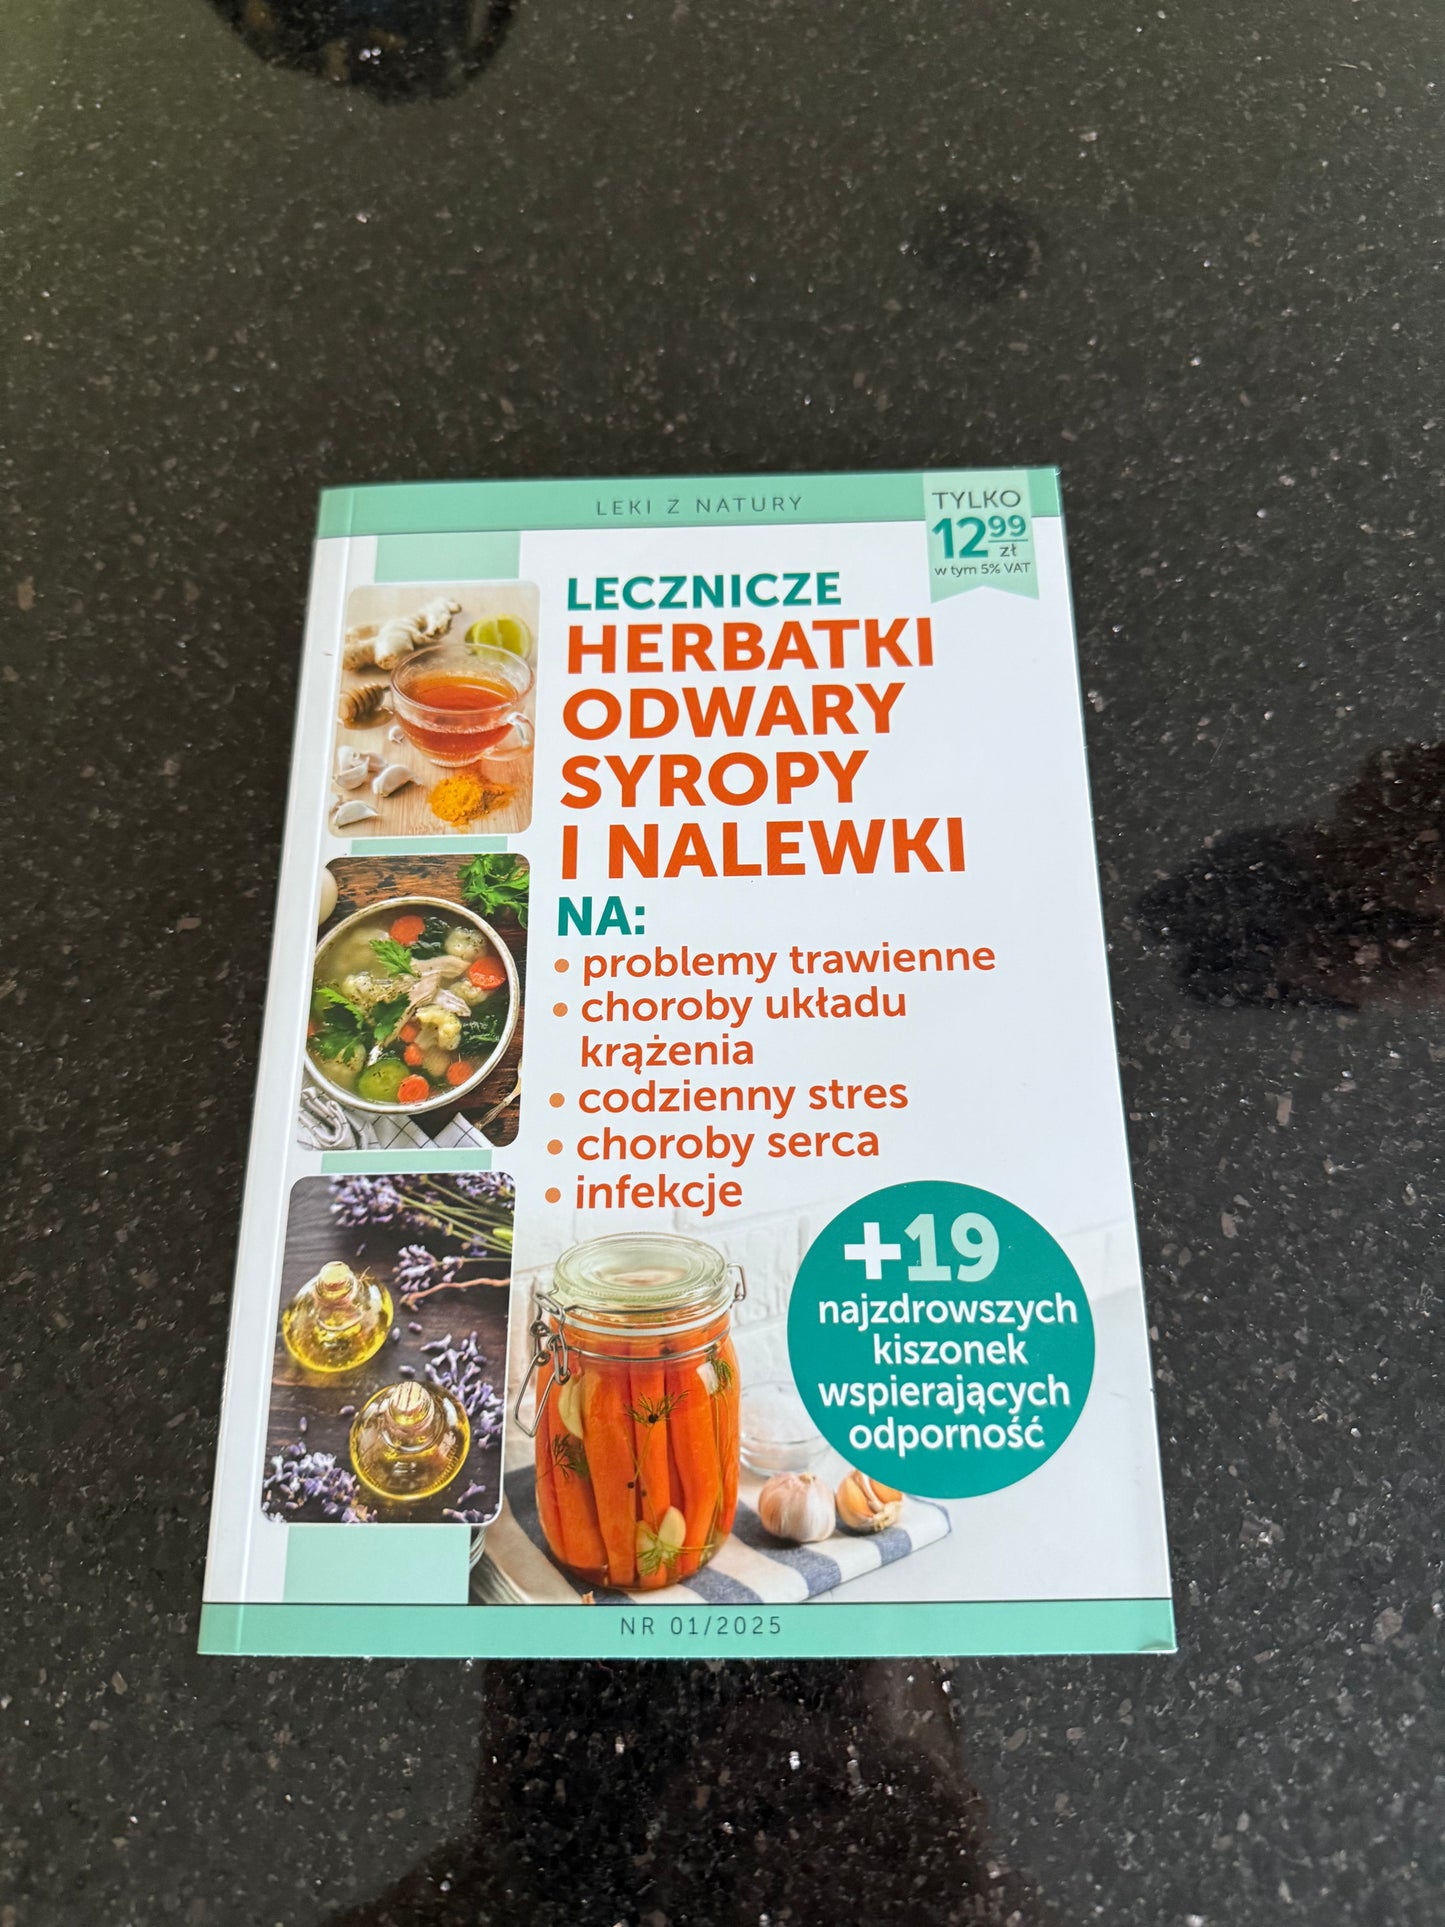 LEKI Z NATURY
TYLKO
12 99
zł
w tym 5% VAT
LECZNICZE
HERBATKI
ODWARY
SYROPY
I NALEWKI
NA:
• problemy trawienne
• choroby układu
krążenia
• codzienny stres
• choroby serca
• infekcje
+19
najzdrowszych
kiszonek
wspierających
odporność
NR 01/2025